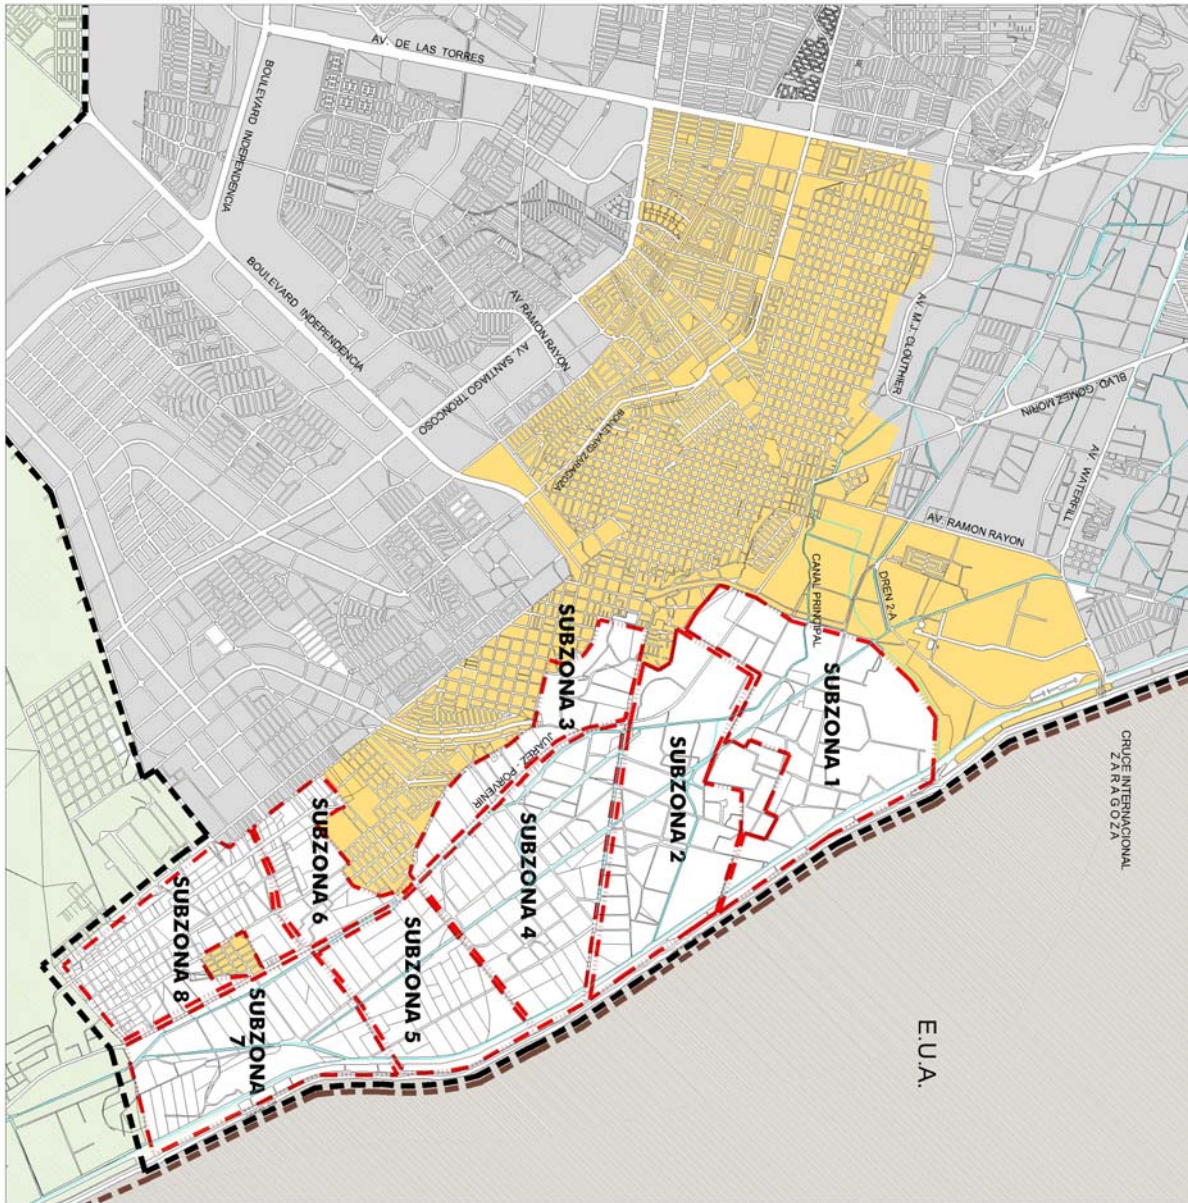 AV. DE LAS TORRES
BOULEVARD INDEPENDENCIA
BOULEVARD INDEPENDENCIA
AV RAMON RAYON
AV. SANTIAGO TRONCOSO
BOULEVARD ZARAGOZA
AV. M.J. CLOUTHIER
BLVD. GOMEZ MORIN
AV. WATERFILL
AV. RAMON RAYON
DREN 2-A
CANAL PRINCIPAL
CRUCE INTERNACIONAL
ZARAGOZA
SUBZONA 1
SUBZONA 2
SUBZONA 3
JUAREZ - PORVENIR
SUBZONA 4
SUBZONA 5
SUBZONA 6
SUBZONA
7
SUBZONA 8
E.U.A.